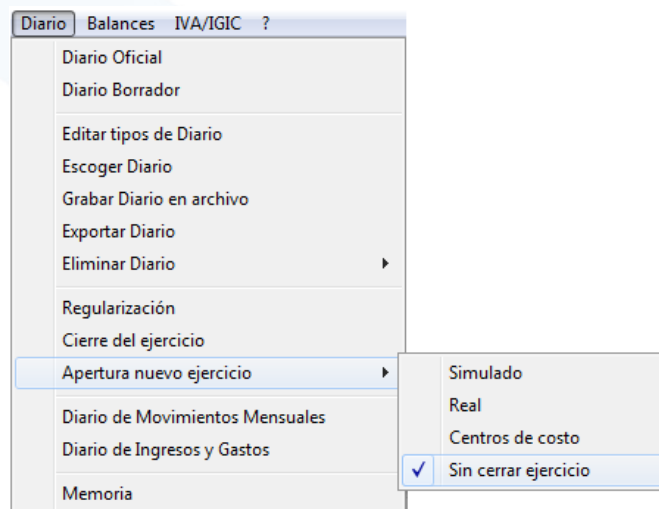 Diario Balances IVA/IGIC ?
Diario Oficial
Diario Borrador
Editar tipos de Diario
Escoger Diario
Grabar Diario en archivo
Exportar Diario
Eliminar Diario
Regularización
Cierre del ejercicio
Apertura nuevo ejercicio
Simulado
Real
Centros de costo
Sin cerrar ejercicio
Diario de Movimientos Mensuales
Diario de Ingresos y Gastos
Memoria